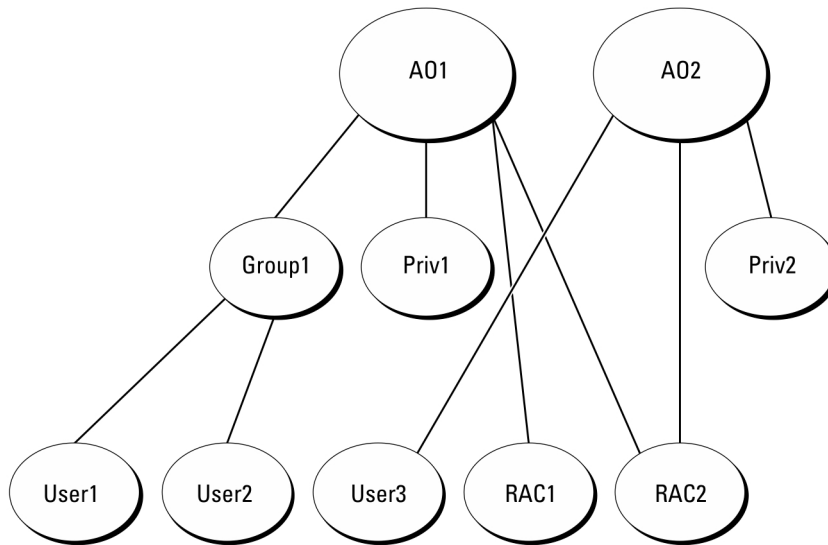 AO1
AO2
Group1
Priv1
Priv2
User1
User2
User3
RAC1
RAC2